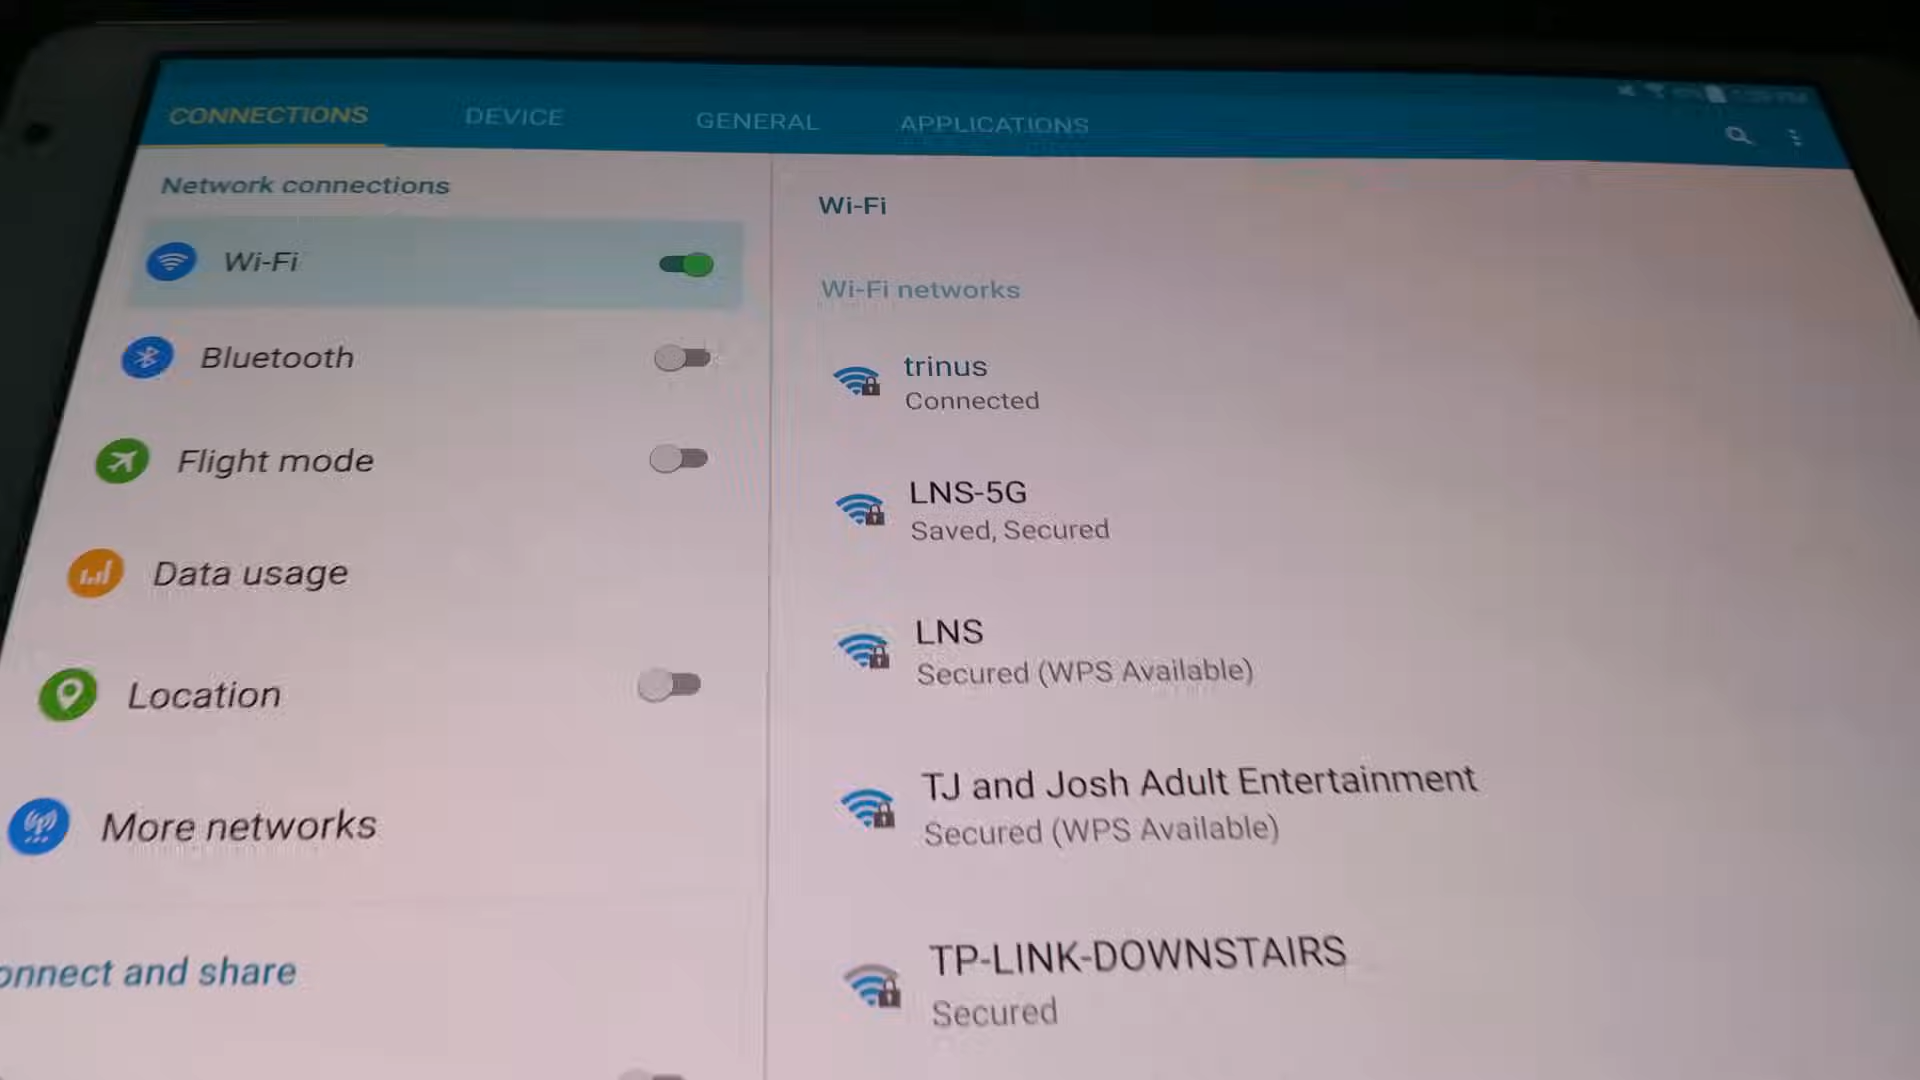 CONNECTIONS
DEVICE
GENERAL
APPLICATIONS
Network connections
Wi-Fi
Bluetooth
Flight mode
Data usage
Location
More networks
onnect and share
Wi-Fi
Wi-Fi networks
trinus
Connected
LNS-5G
Saved, Secured
LNS
Secured (WPS Available)
TJ and Josh Adult Entertainment
Secured (WPS Available)
TP-LINK-DOWNSTAIRS
Secured